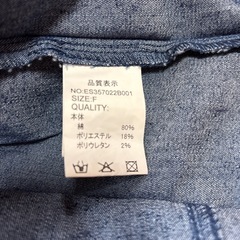 品質表示
NO:ES357022B001
SIZE:F
QUALITY:
本体
綿 80%
ポリエステル 18%
ポリウレタン 2%